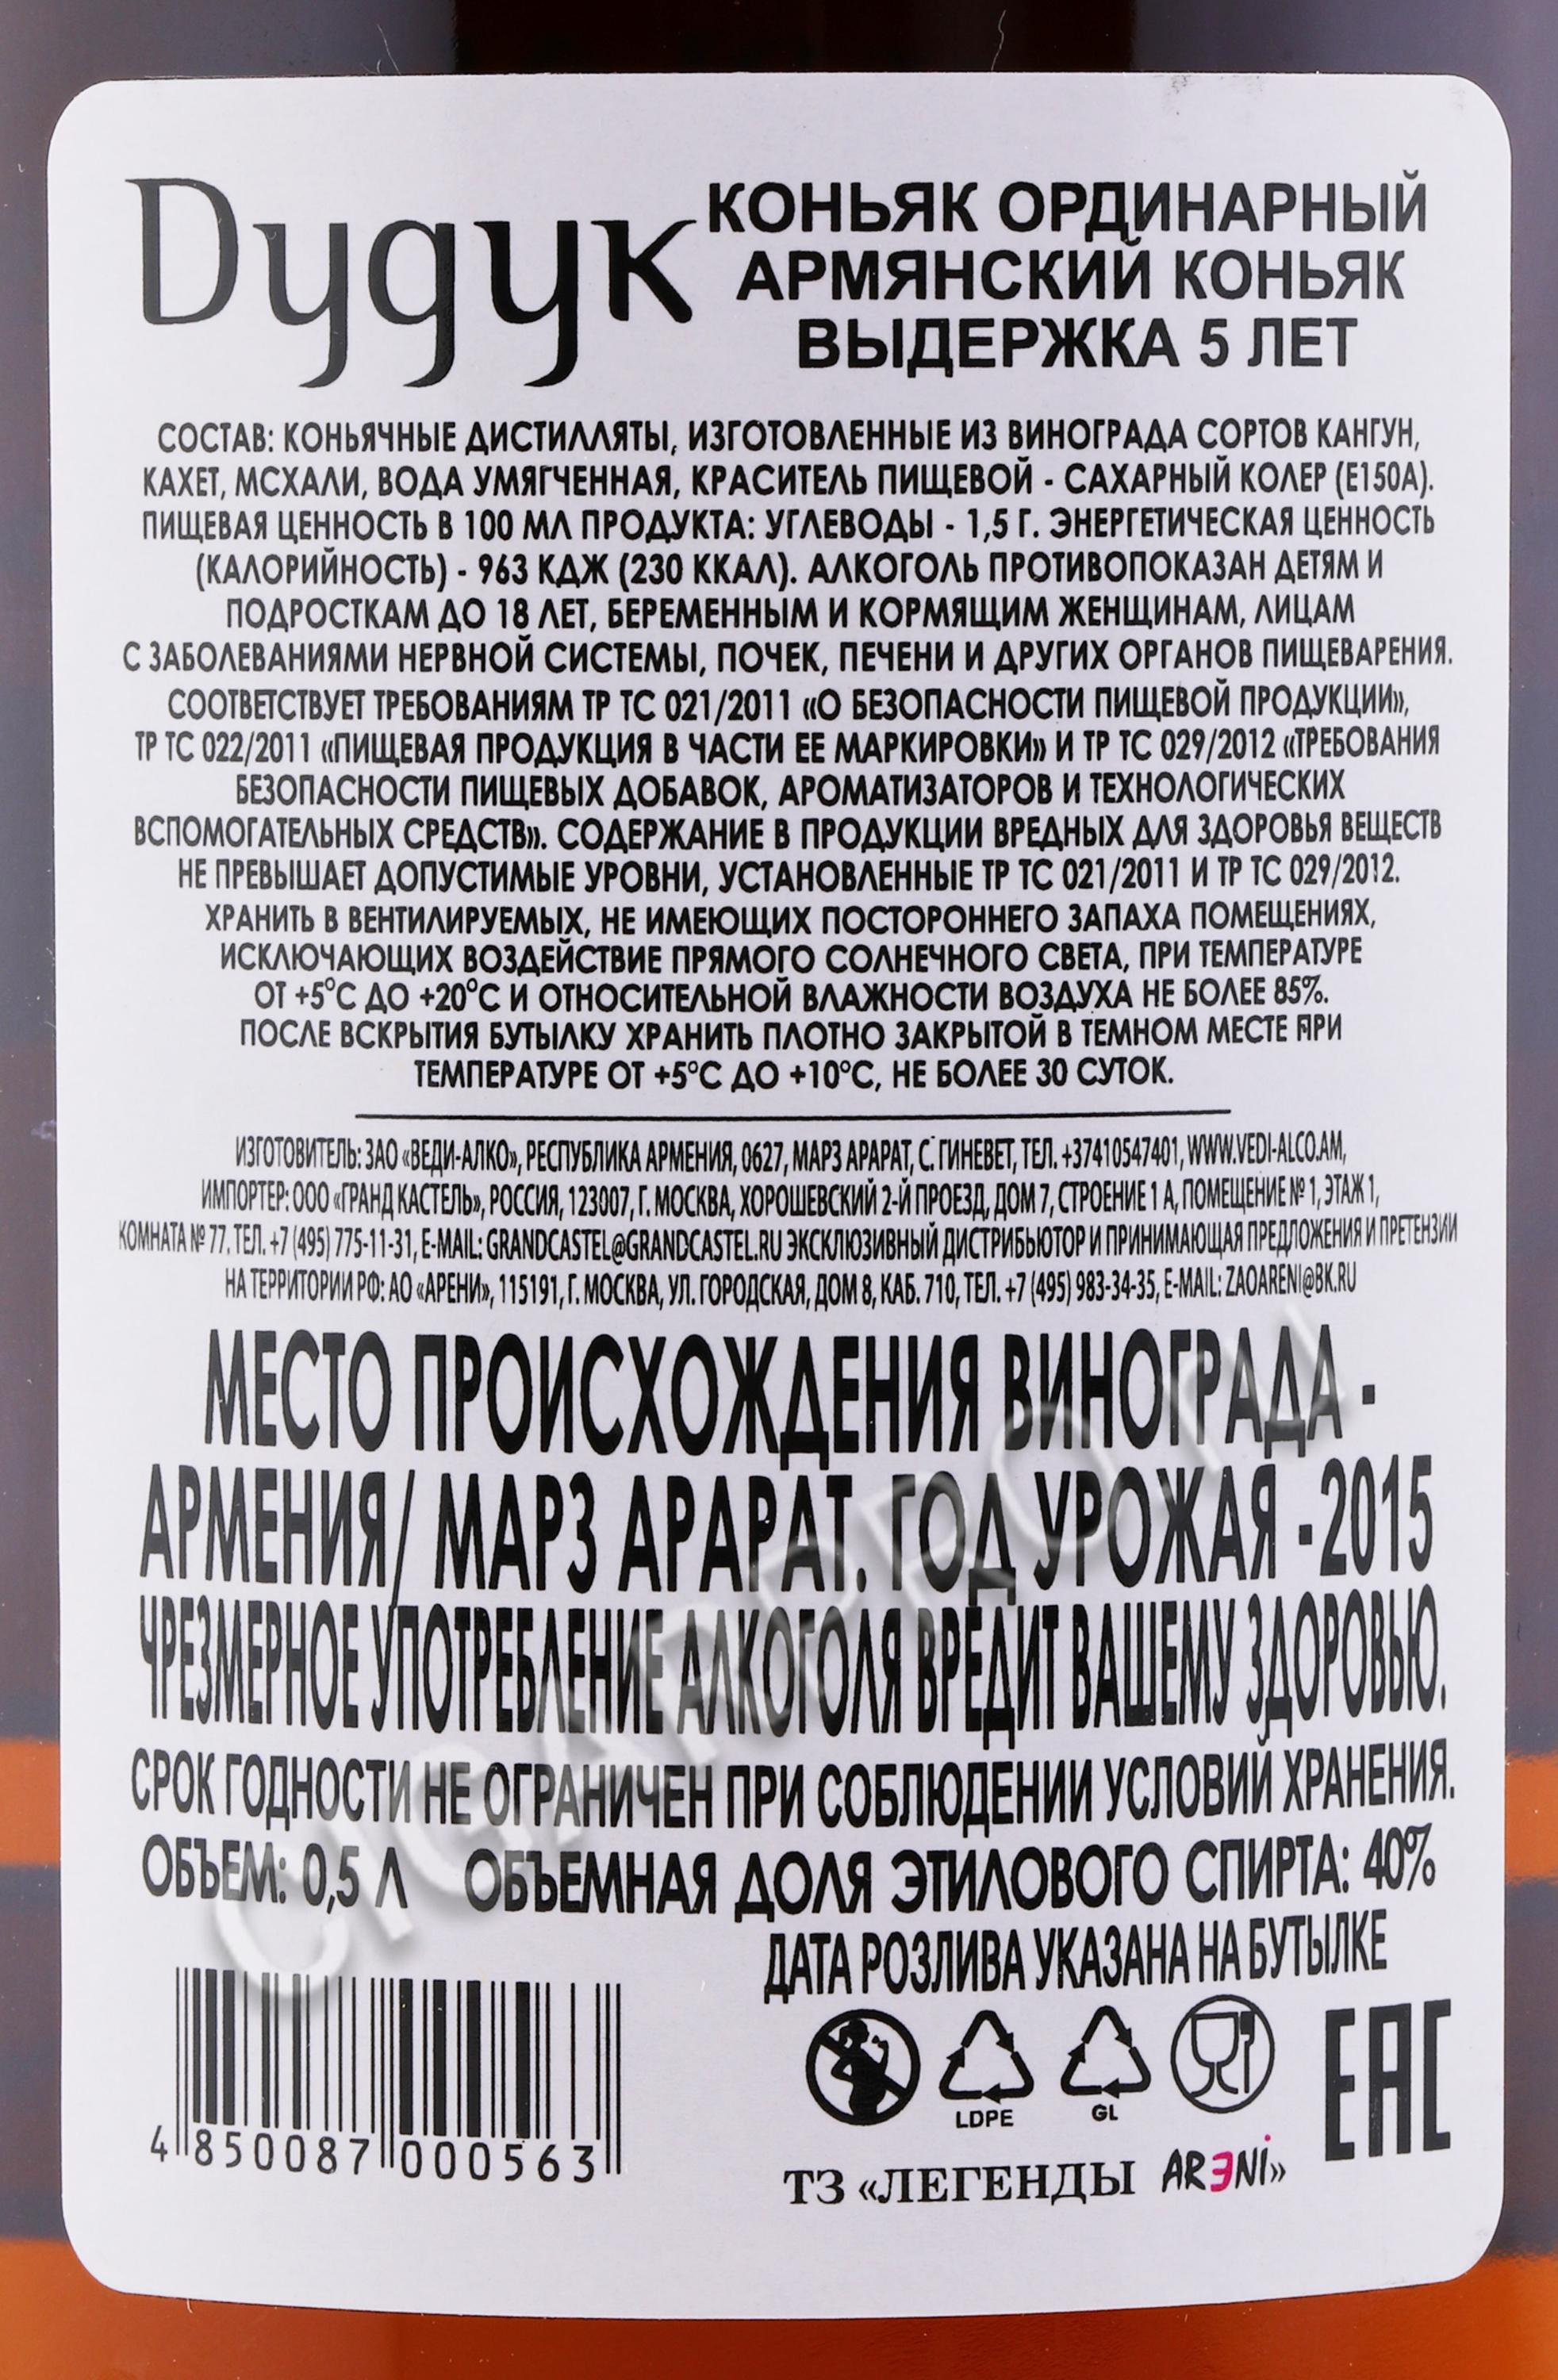 Дудук
КОНЬЯК ОРДИНАРНЫЙ
АРМЯНСКИЙ КОНЬЯК
ВЫДЕРЖКА 5 ЛЕТ
СОСТАВ: КОНЬЯЧНЫЕ ДИСТИЛЛЯТЫ, ИЗГОТОВЛЕННЫЕ ИЗ ВИНОГРАДА СОРТОВ КАНГУН,
КАХЕТ, МСХАЛИ, ВОДА УМЯГЧЕННАЯ, КРАСИТЕЛЬ ПИЩЕВОЙ - САХАРНЫЙ КОЛЕР (Е150А).
ПИЩЕВАЯ ЦЕННОСТЬ В 100 МЛ ПРОДУКТА: УГЛЕВОДЫ - 1,5 Г. ЭНЕРГЕТИЧЕСКАЯ ЦЕННОСТЬ
(КАЛОРИЙНОСТЬ) - 963 КДЖ (230 ККАЛ). АЛКОГОЛЬ ПРОТИВОПОКАЗАН ДЕТЯМ И
ПОДРОСТКАМ ДО 18 ЛЕТ, БЕРЕМЕННЫМ И КОРМЯЩИМ ЖЕНЩИНАМ, ЛИЦАМ
С ЗАБОЛЕВАНИЯМИ НЕРВНОЙ СИСТЕМЫ, ПОЧЕК, ПЕЧЕНИ И ДРУГИХ ОРГАНОВ ПИЩЕВАРЕНИЯ.
СООТВЕТСТВУЕТ ТРЕБОВАНИЯМ ТР ТС 021/2011 «О БЕЗОПАСНОСТИ ПИЩЕВОЙ ПРОДУКЦИИ»,
ТР ТС 022/2011 «ПИЩЕВАЯ ПРОДУКЦИЯ В ЧАСТИ ЕЕ МАРКИРОВКИ» И ТР ТС 029/2012 «ТРЕБОВАНИЯ
БЕЗОПАСНОСТИ ПИЩЕВЫХ ДОБАВОК, АРОМАТИЗАТОРОВ И ТЕХНОЛОГИЧЕСКИХ
ВСПОМОГАТЕЛЬНЫХ СРЕДСТВ». СОДЕРЖАНИЕ В ПРОДУКЦИИ ВРЕДНЫХ ДЛЯ ЗДОРОВЬЯ ВЕЩЕСТВ
НЕ ПРЕВЫШАЕТ ДОПУСТИМЫЕ УРОВНИ, УСТАНОВЛЕННЫЕ ТР ТС 021/2011 И ТР ТС 029/2012.
ХРАНИТЬ В ВЕНТИЛИРУЕМЫХ, НЕ ИМЕЮЩИХ ПОСТОРОННЕГО ЗАПАХА ПОМЕЩЕНИЯХ,
ИСКЛЮЧАЮЩИХ ВОЗДЕЙСТВИЕ ПРЯМОГО СОЛНЕЧНОГО СВЕТА, ПРИ ТЕМПЕРАТУРЕ
ОТ +5°С ДО +20°С И ОТНОСИТЕЛЬНОЙ ВЛАЖНОСТИ ВОЗДУХА НЕ БОЛЕЕ 85%.
ПОСЛЕ ВСКРЫТИЯ БУТЫЛКУ ХРАНИТЬ ПЛОТНО ЗАКРЫТОЙ В ТЕМНОМ МЕСТЕ ПРИ
ТЕМПЕРАТУРЕ ОТ +5°С ДО +10°С, НЕ БОЛЕЕ 30 СУТОК.
ИЗГОТОВИТЕЛЬ: ЗАО «ВЕДИ-АЛКО», РЕСПУБЛИКА АРМЕНИЯ, 0627, МАРЗ АРАРАТ, С. ГИНЕВЕТ, ТЕЛ. +37410547401, WWW.VEDI-ALCO.AM,
ИМПОРТЕР: ООО «ГРАНД КАСТЕЛЬ», РОССИЯ, 123007, Г. МОСКВА, ХОРОШЕВСКИЙ 2-Й ПРОЕЗД, ДОМ 7, СТРОЕНИЕ 1 А, ПОМЕЩЕНИЕ № 1, ЭТАЖ 1,
КОМНАТА № 77. ТЕЛ. +7 (495) 775-11-31, E-MAIL: GRANDCASTEL@GRANDCASTEL.RU ЭКСКЛЮЗИВНЫЙ ДИСТРИБЬЮТОР И ПРИНИМАЮЩАЯ ПРЕДЛОЖЕНИЯ И ПРЕТЕНЗИИ
НА ТЕРРИТОРИИ РФ: АО «АРЕНИ», 115191, Г. МОСКВА, УЛ. ГОРОДСКАЯ, ДОМ 8, КАБ. 710, ТЕЛ. +7 (495) 983-34-35, E-MAIL: ZAOARENI@BK.RU
МЕСТО ПРОИСХОЖДЕНИЯ ВИНОГРАДА -
АРМЕНИЯ/ МАРЗ АРАРАТ. ГОД УРОЖАЯ -2015
ЧРЕЗМЕРНОЕ УПОТРЕБЛЕНИЕ АЛКОГОЛЯ ВРЕДИТ ВАШЕМУ ЗДОРОВЬЮ.
СРОК ГОДНОСТИ НЕ ОГРАНИЧЕН ПРИ СОБЛЮДЕНИИ УСЛОВИЙ ХРАНЕНИЯ.
ОБЪЕМ: 0,5 Л ОБЪЕМНАЯ ДОЛЯ ЭТИЛОВОГО СПИРТА: 40%
ДАТА РОЗЛИВА УКАЗАНА НА БУТЫЛКЕ
LDPE
GL
EAC
4 850087 000563
ТЗ «ЛЕГЕНДЫ ARENI»
CIGARPRO.ru